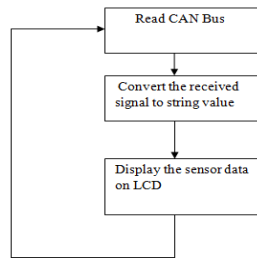 Read CAN Bus
Convert the received
signal to string value
Display the sensor data
on LCD